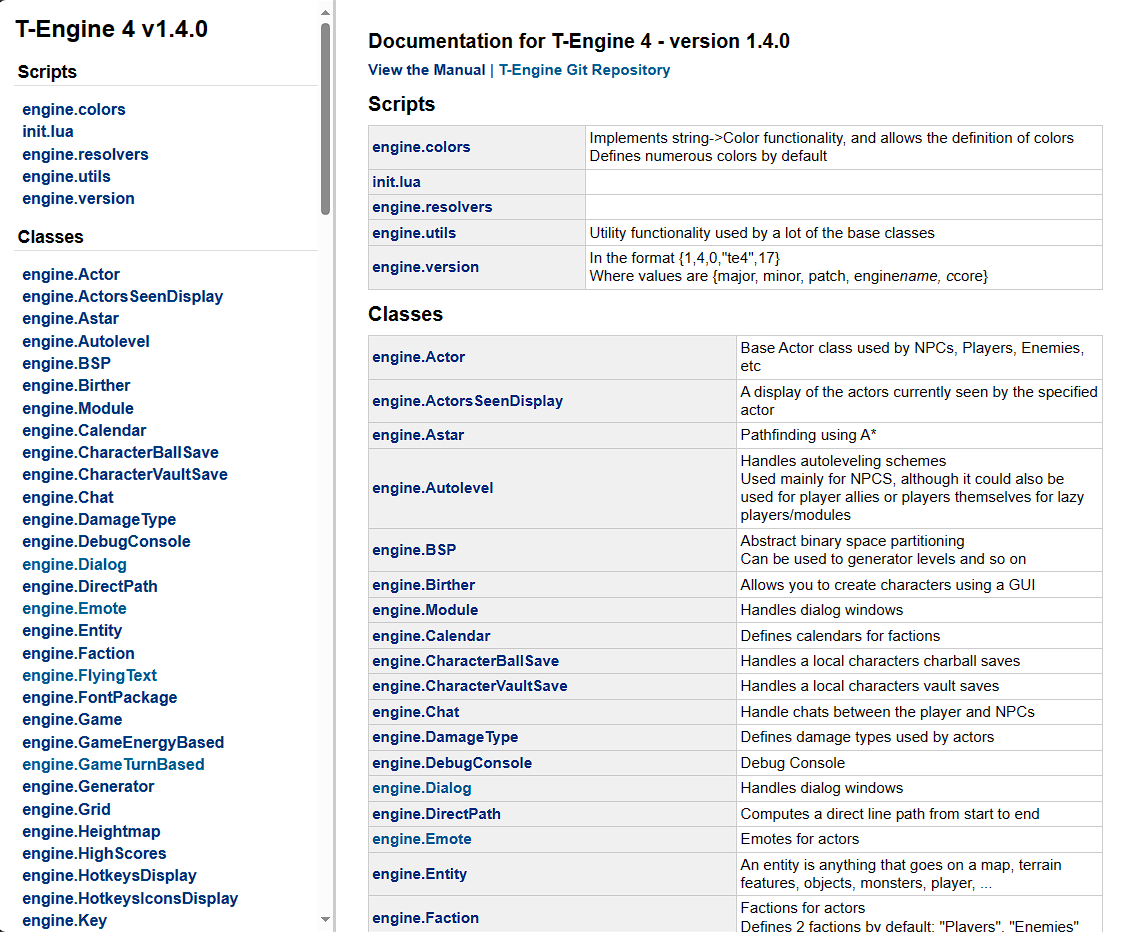 T-Engine 4 v1.4.0
Scripts
engine.colors
init.lua
engine.resolvers
engine.utils
engine.version
Classes
engine.Actor
engine.ActorsSeenDisplay
engine.Astar
engine.Autolevel
engine.BSP
engine.Birther
engine.Module
engine.Calendar
engine.CharacterBallSave
engine.CharacterVaultSave
engine.Chat
engine.DamageType
engine.DebugConsole
engine.Dialog
engine.DirectPath
engine.Emote
engine.Entity
engine.Faction
engine.FlyingText
engine.FontPackage
engine.Game
engine.GameEnergyBased
engine.GameTurnBased
engine.Generator
engine.Grid
engine.Heightmap
engine.HighScores
engine.HotkeysDisplay
engine.HotkeysIconsDisplay
engine.Key
Documentation for T-Engine 4 - version 1.4.0
View the Manual | T-Engine Git Repository
Scripts
engine.colors
Implements string->Color functionality, and allows the definition of colors
Defines numerous colors by default
init.lua
engine.resolvers
engine.utils
Utility functionality used by a lot of the base classes
engine.version
In the format {1,4,0,"te4",17}
Where values are {major, minor, patch, enginename, ccore}
Classes
engine.Actor
Base Actor class used by NPCs, Players, Enemies,
etc
engine.ActorsSeenDisplay
A display of the actors currently seen by the specified
actor
engine.Astar
Pathfinding using A*
engine.Autolevel
Handles autoleveling schemes
Used mainly for NPCS, although it could also be
used for player allies or players themselves for lazy
players/modules
engine.BSP
Abstract binary space partitioning
Can be used to generator levels and so on
engine.Birther
Allows you to create characters using a GUI
engine.Module
Handles dialog windows
engine.Calendar
Defines calendars for factions
engine.CharacterBallSave
Handles a local characters charball saves
engine.CharacterVaultSave
Handles a local characters vault saves
engine.Chat
Handle chats between the player and NPCs
engine.DamageType
Defines damage types used by actors
engine.DebugConsole
Debug Console
engine.Dialog
Handles dialog windows
engine.DirectPath
Computes a direct line path from start to end
engine.Emote
Emotes for actors
engine.Entity
An entity is anything that goes on a map, terrain
features, objects, monsters, player, ...
engine.Faction
Factions for actors
Defines 2 factions by default: "Players", "Enemies"